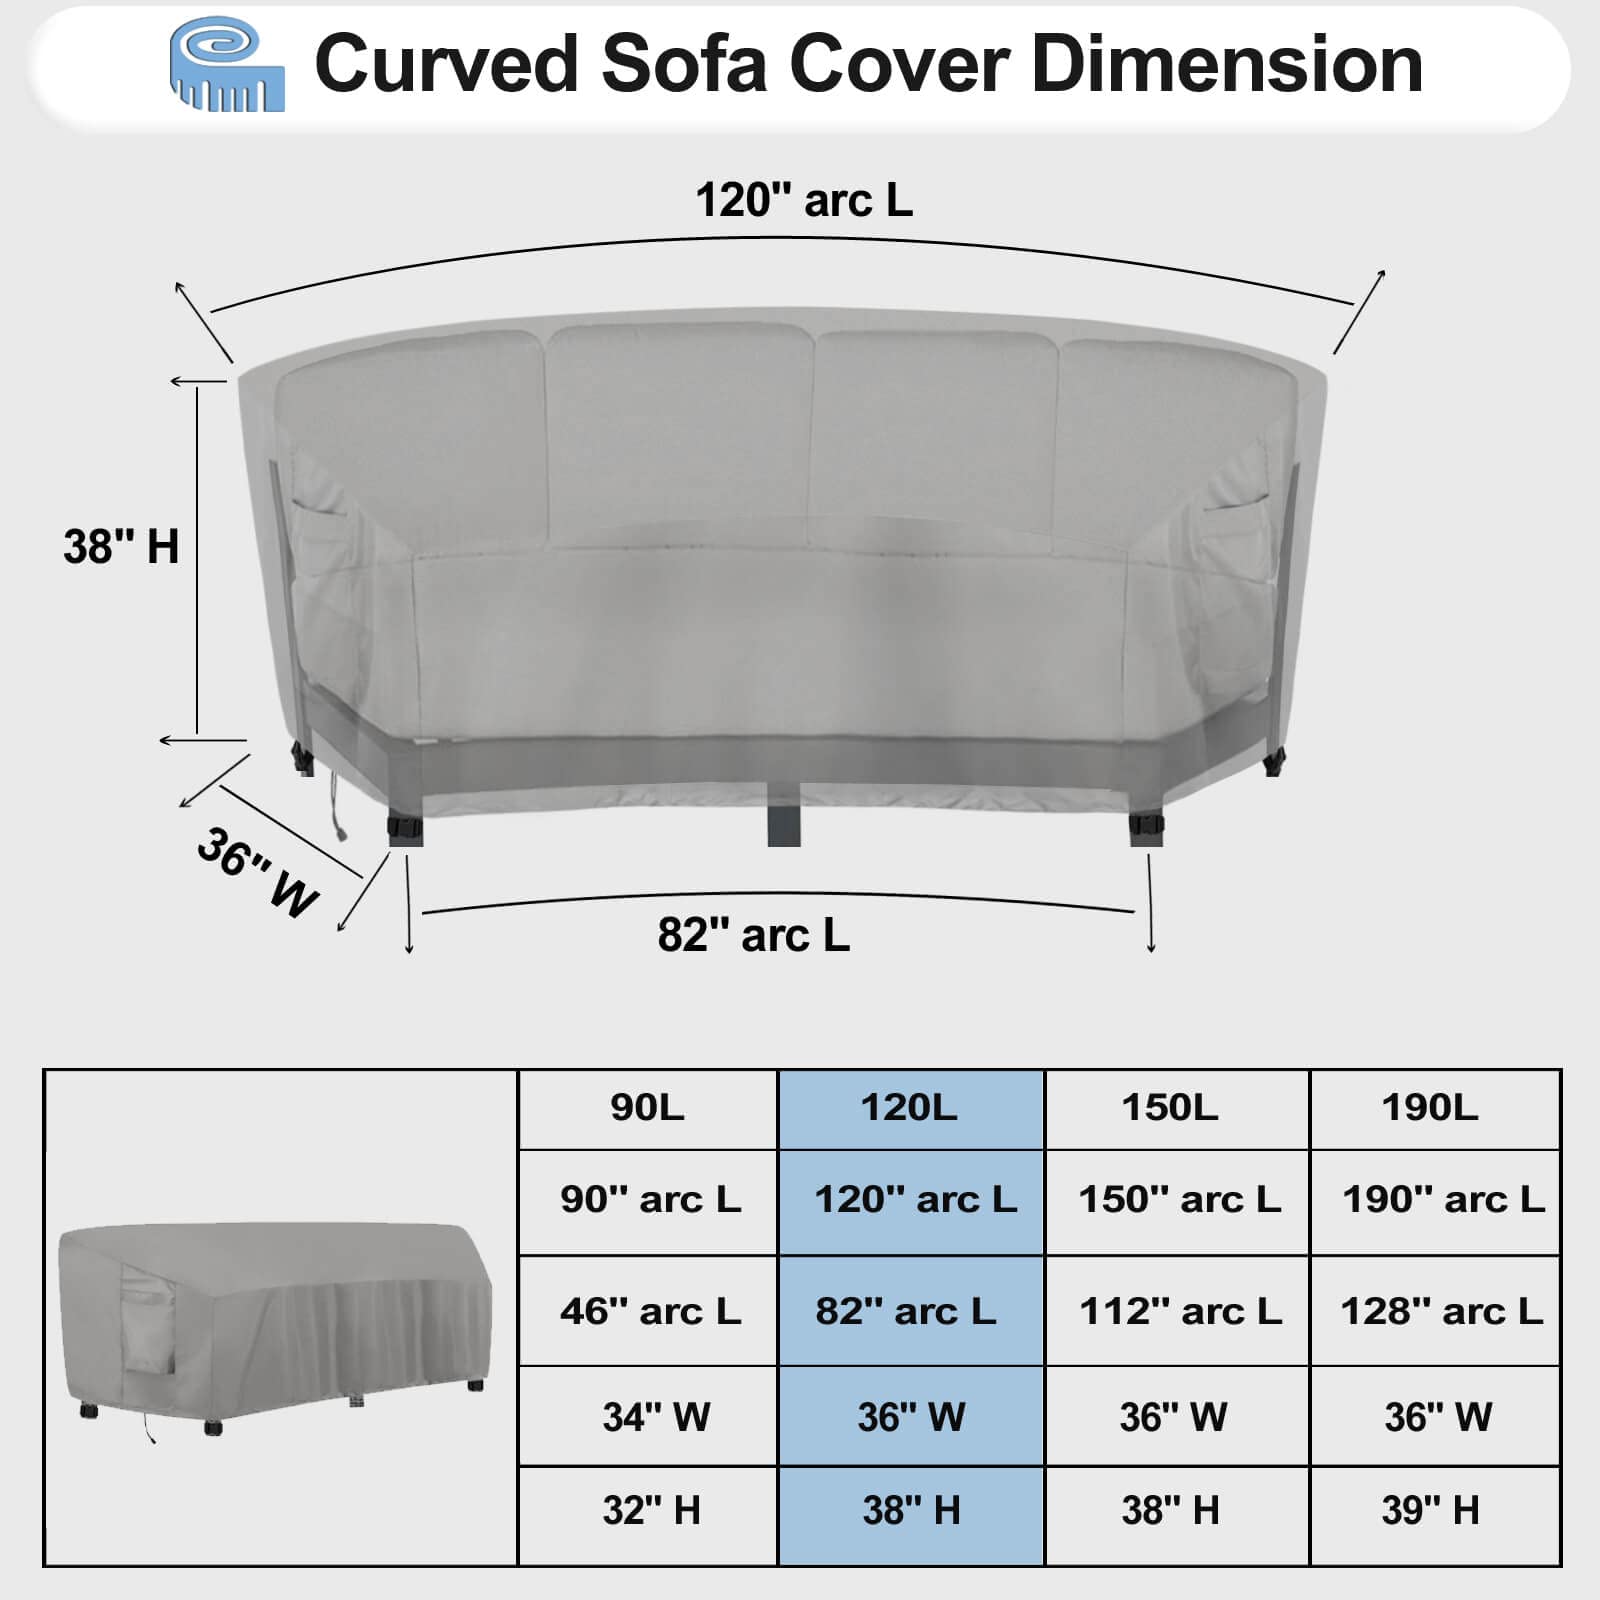 Curved Sofa Cover Dimension
120" arc L
38" H
36" W
82" arc L
90L 120L 150L 190L
90" arc L 120" arc L 150" arc L 190" arc L
46" arc L 82" arc L 112" arc L 128" arc L
34" W 36" W 36" W 36" W
32" H 38" H 38" H 39" H